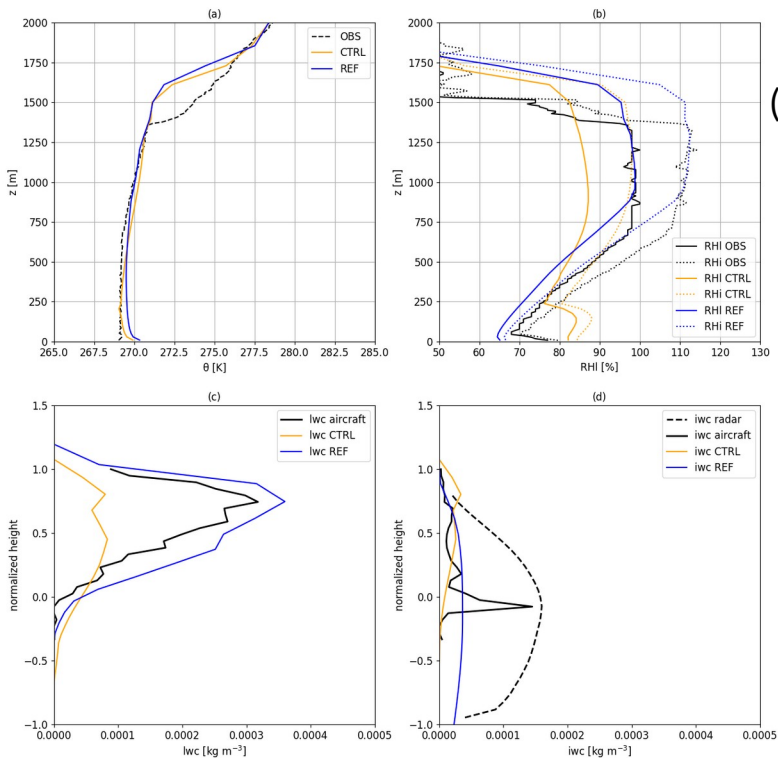 (a)
2000
1750
1500
1250
1000
750
500
250
0
z [m]
265.0 267.5 270.0 272.5 275.0 277.5 280.0 282.5 285.0
θ [K]
OBS
CTRL
REF
(b)
2000
1750
1500
1250
1000
750
500
250
0
z [m]
50 60 70 80 90 100 110 120 130
RHl [%]
RHl OBS
RHi OBS
RHl CTRL
RHi CTRL
RHl REF
RHi REF
(
(c)
1.5
1.0
0.5
0.0
−0.5
−1.0
normalized height
0.0000 0.0001 0.0002 0.0003 0.0004 0.0005
lwc [kg m⁻³]
lwc aircraft
lwc CTRL
lwc REF
(d)
1.5
1.0
0.5
0.0
−0.5
−1.0
normalized height
0.0000 0.0001 0.0002 0.0003 0.0004 0.0005
iwc [kg m⁻³]
iwc radar
iwc aircraft
iwc CTRL
iwc REF